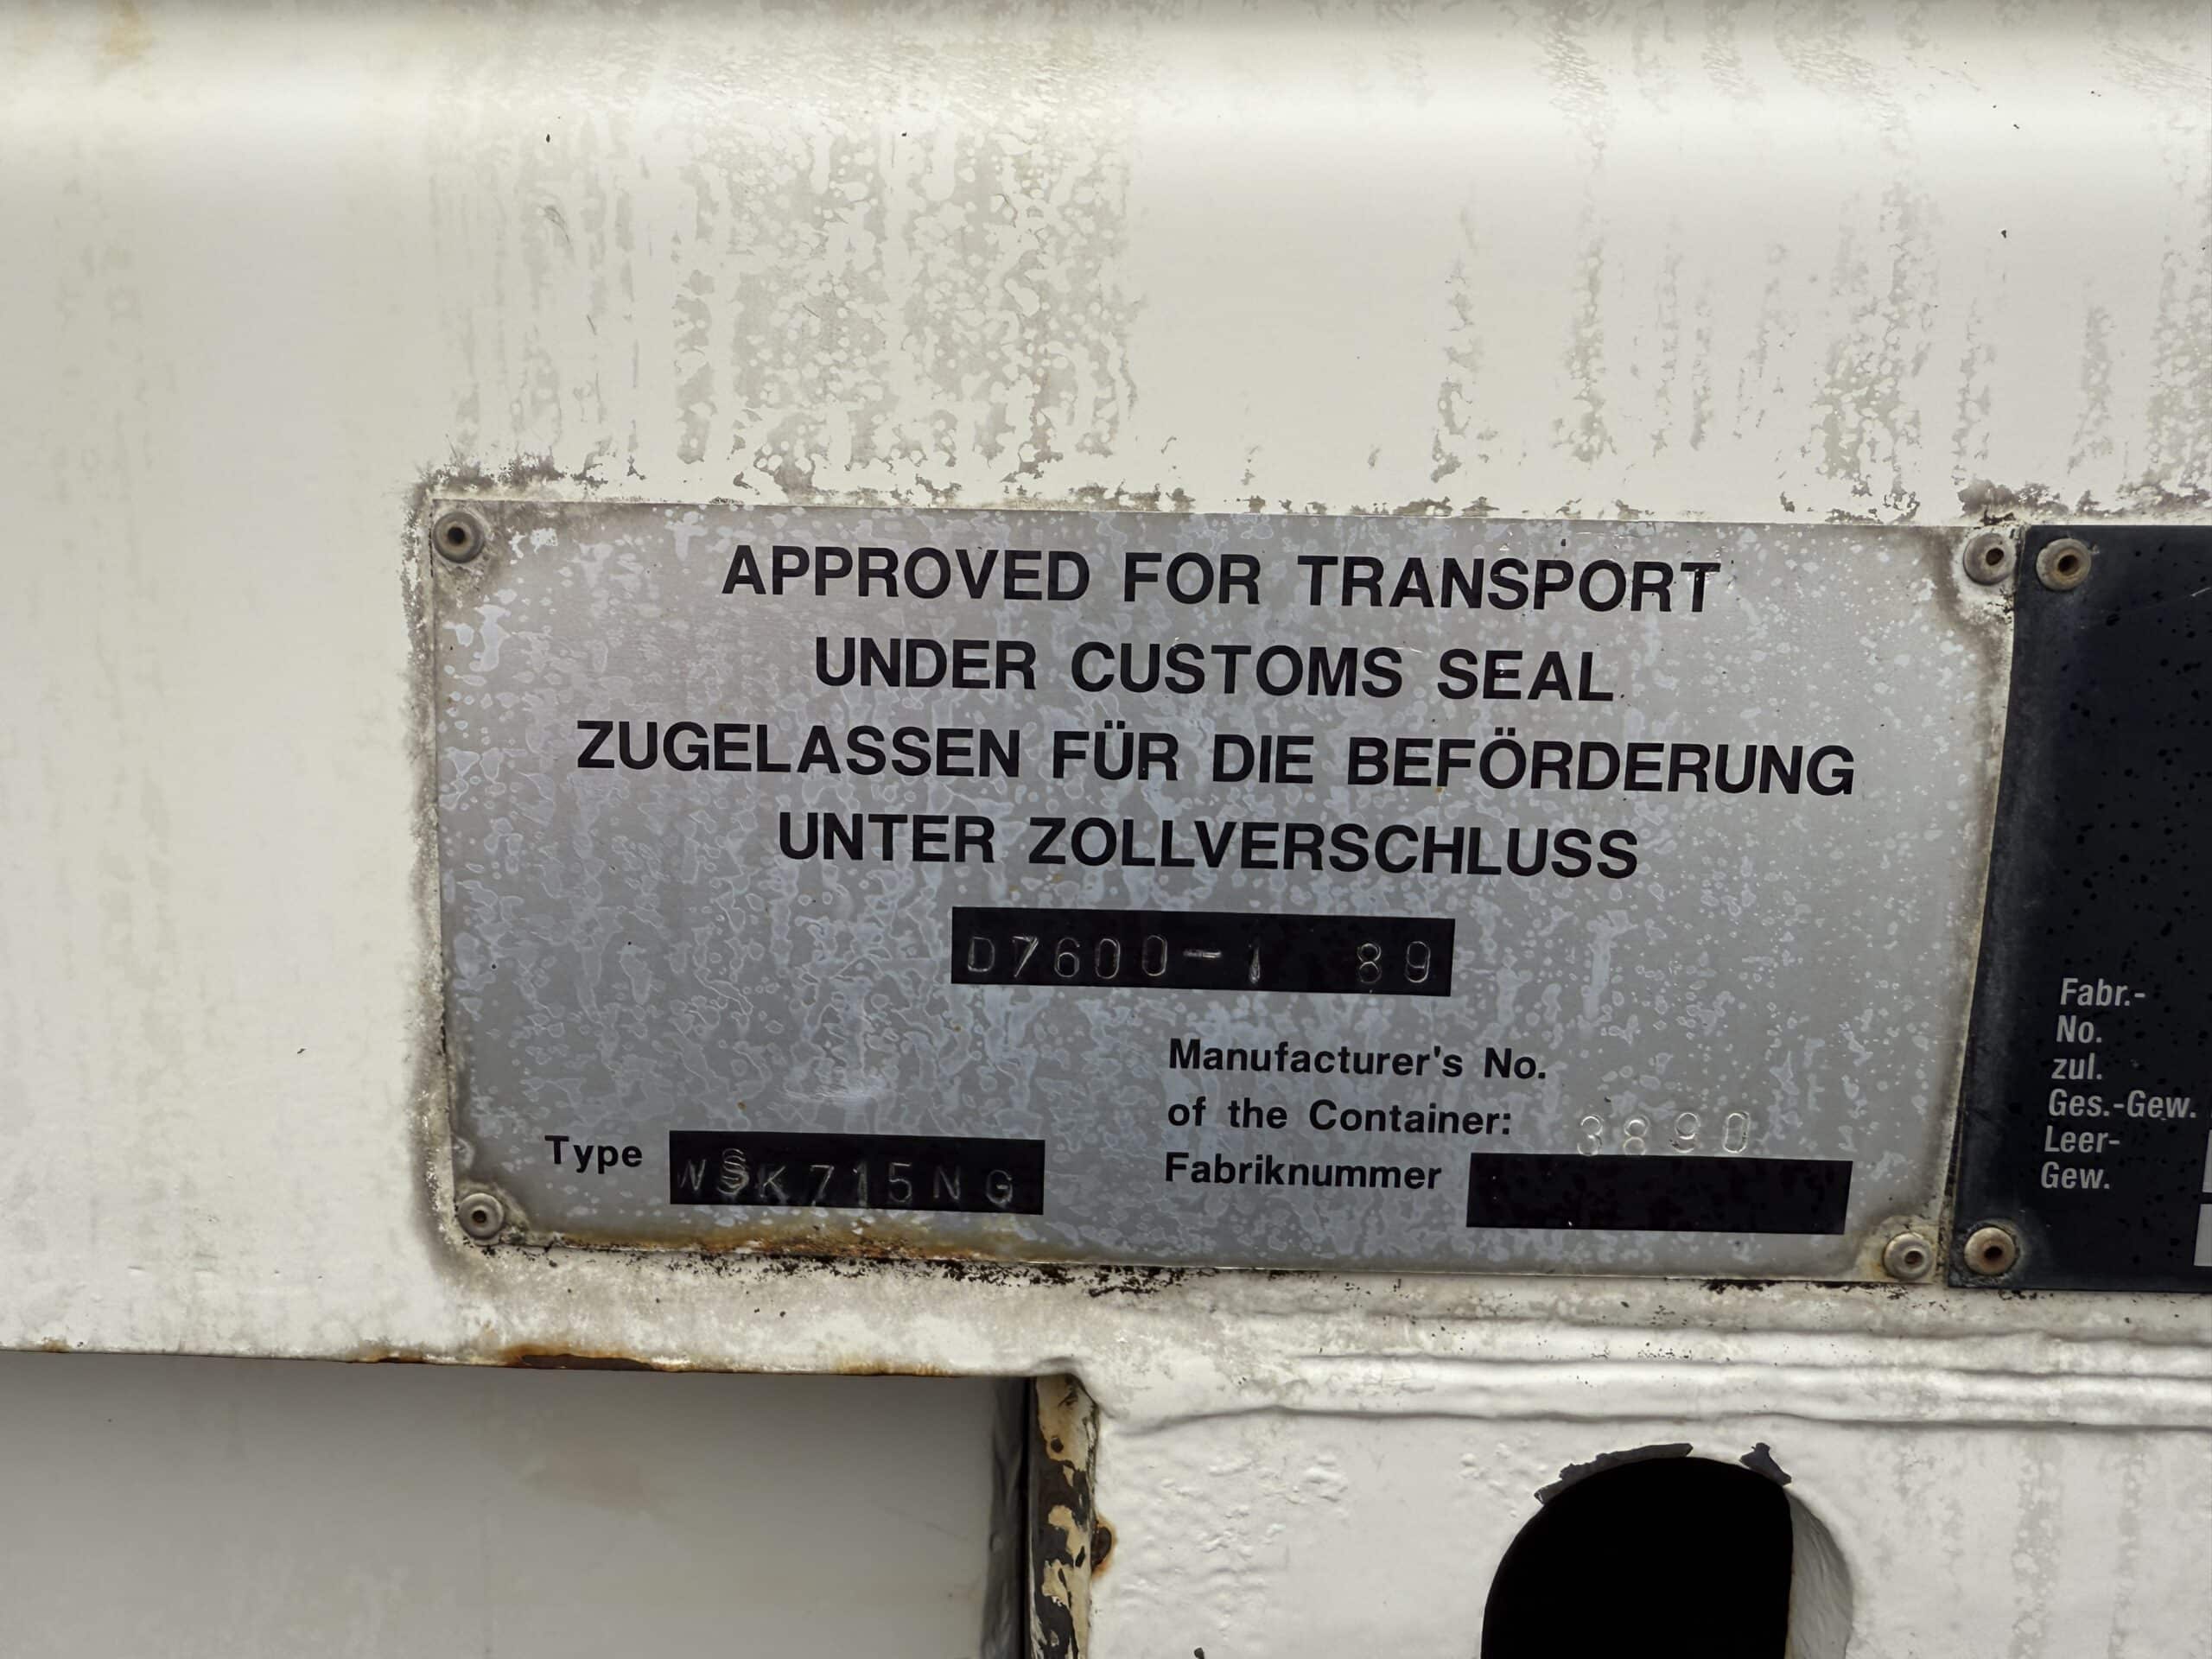 APPROVED FOR TRANSPORT
UNDER CUSTOMS SEAL
ZUGELASSEN FÜR DIE BEFÖRDERUNG
UNTER ZOLLVERSCHLUSS
D7600-1 89
Manufacturer's No.
of the Container: 3890
Fabriknummer
Type WSK715NG
Fabr.-
No.
zul.
Ges.-Gew.
Leer-
Gew.